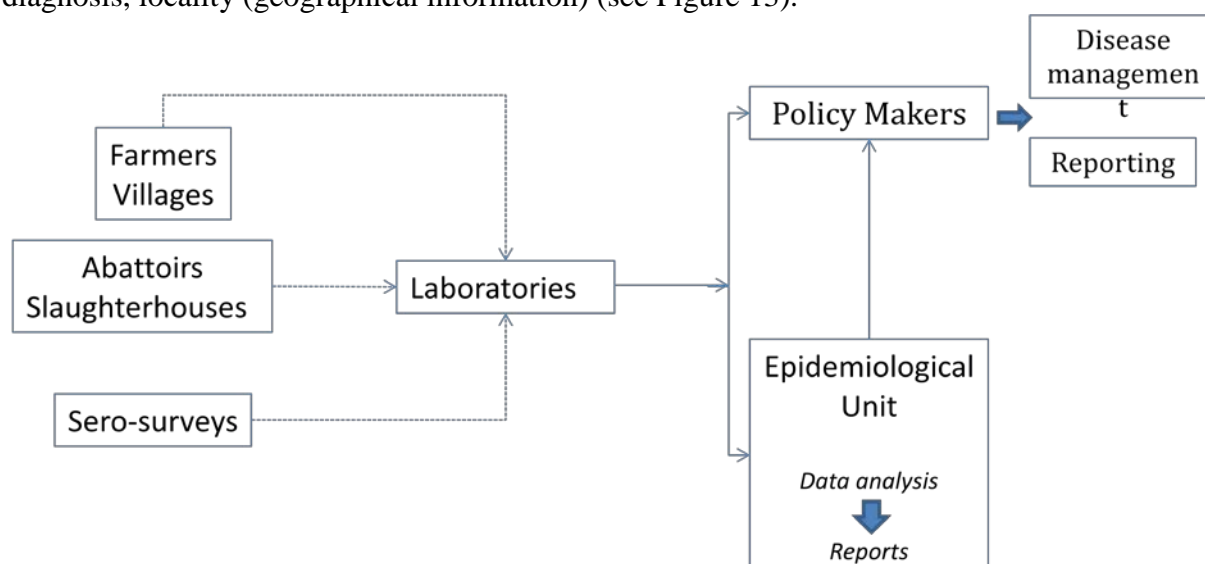 diagnosis, locality (geographical information) (see Figure 13).
Farmers
Villages
Abattoirs
Slaughterhouses
Sero-surveys
Laboratories
Policy Makers
Disease
managemen
t
Reporting
Epidemiological
Unit
Data analysis
Reports